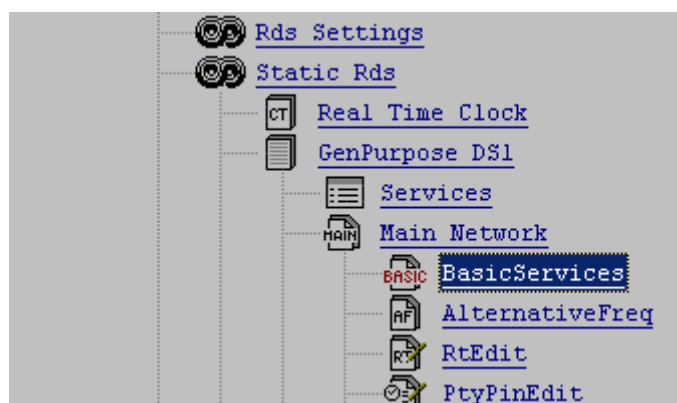 Rds Settings
Static Rds
CT Real Time Clock
GenPurpose DS1
Services
MAIN Main Network
BASIC BasicServices
AF AlternativeFreq
RT RtEdit
PtyPinEdit